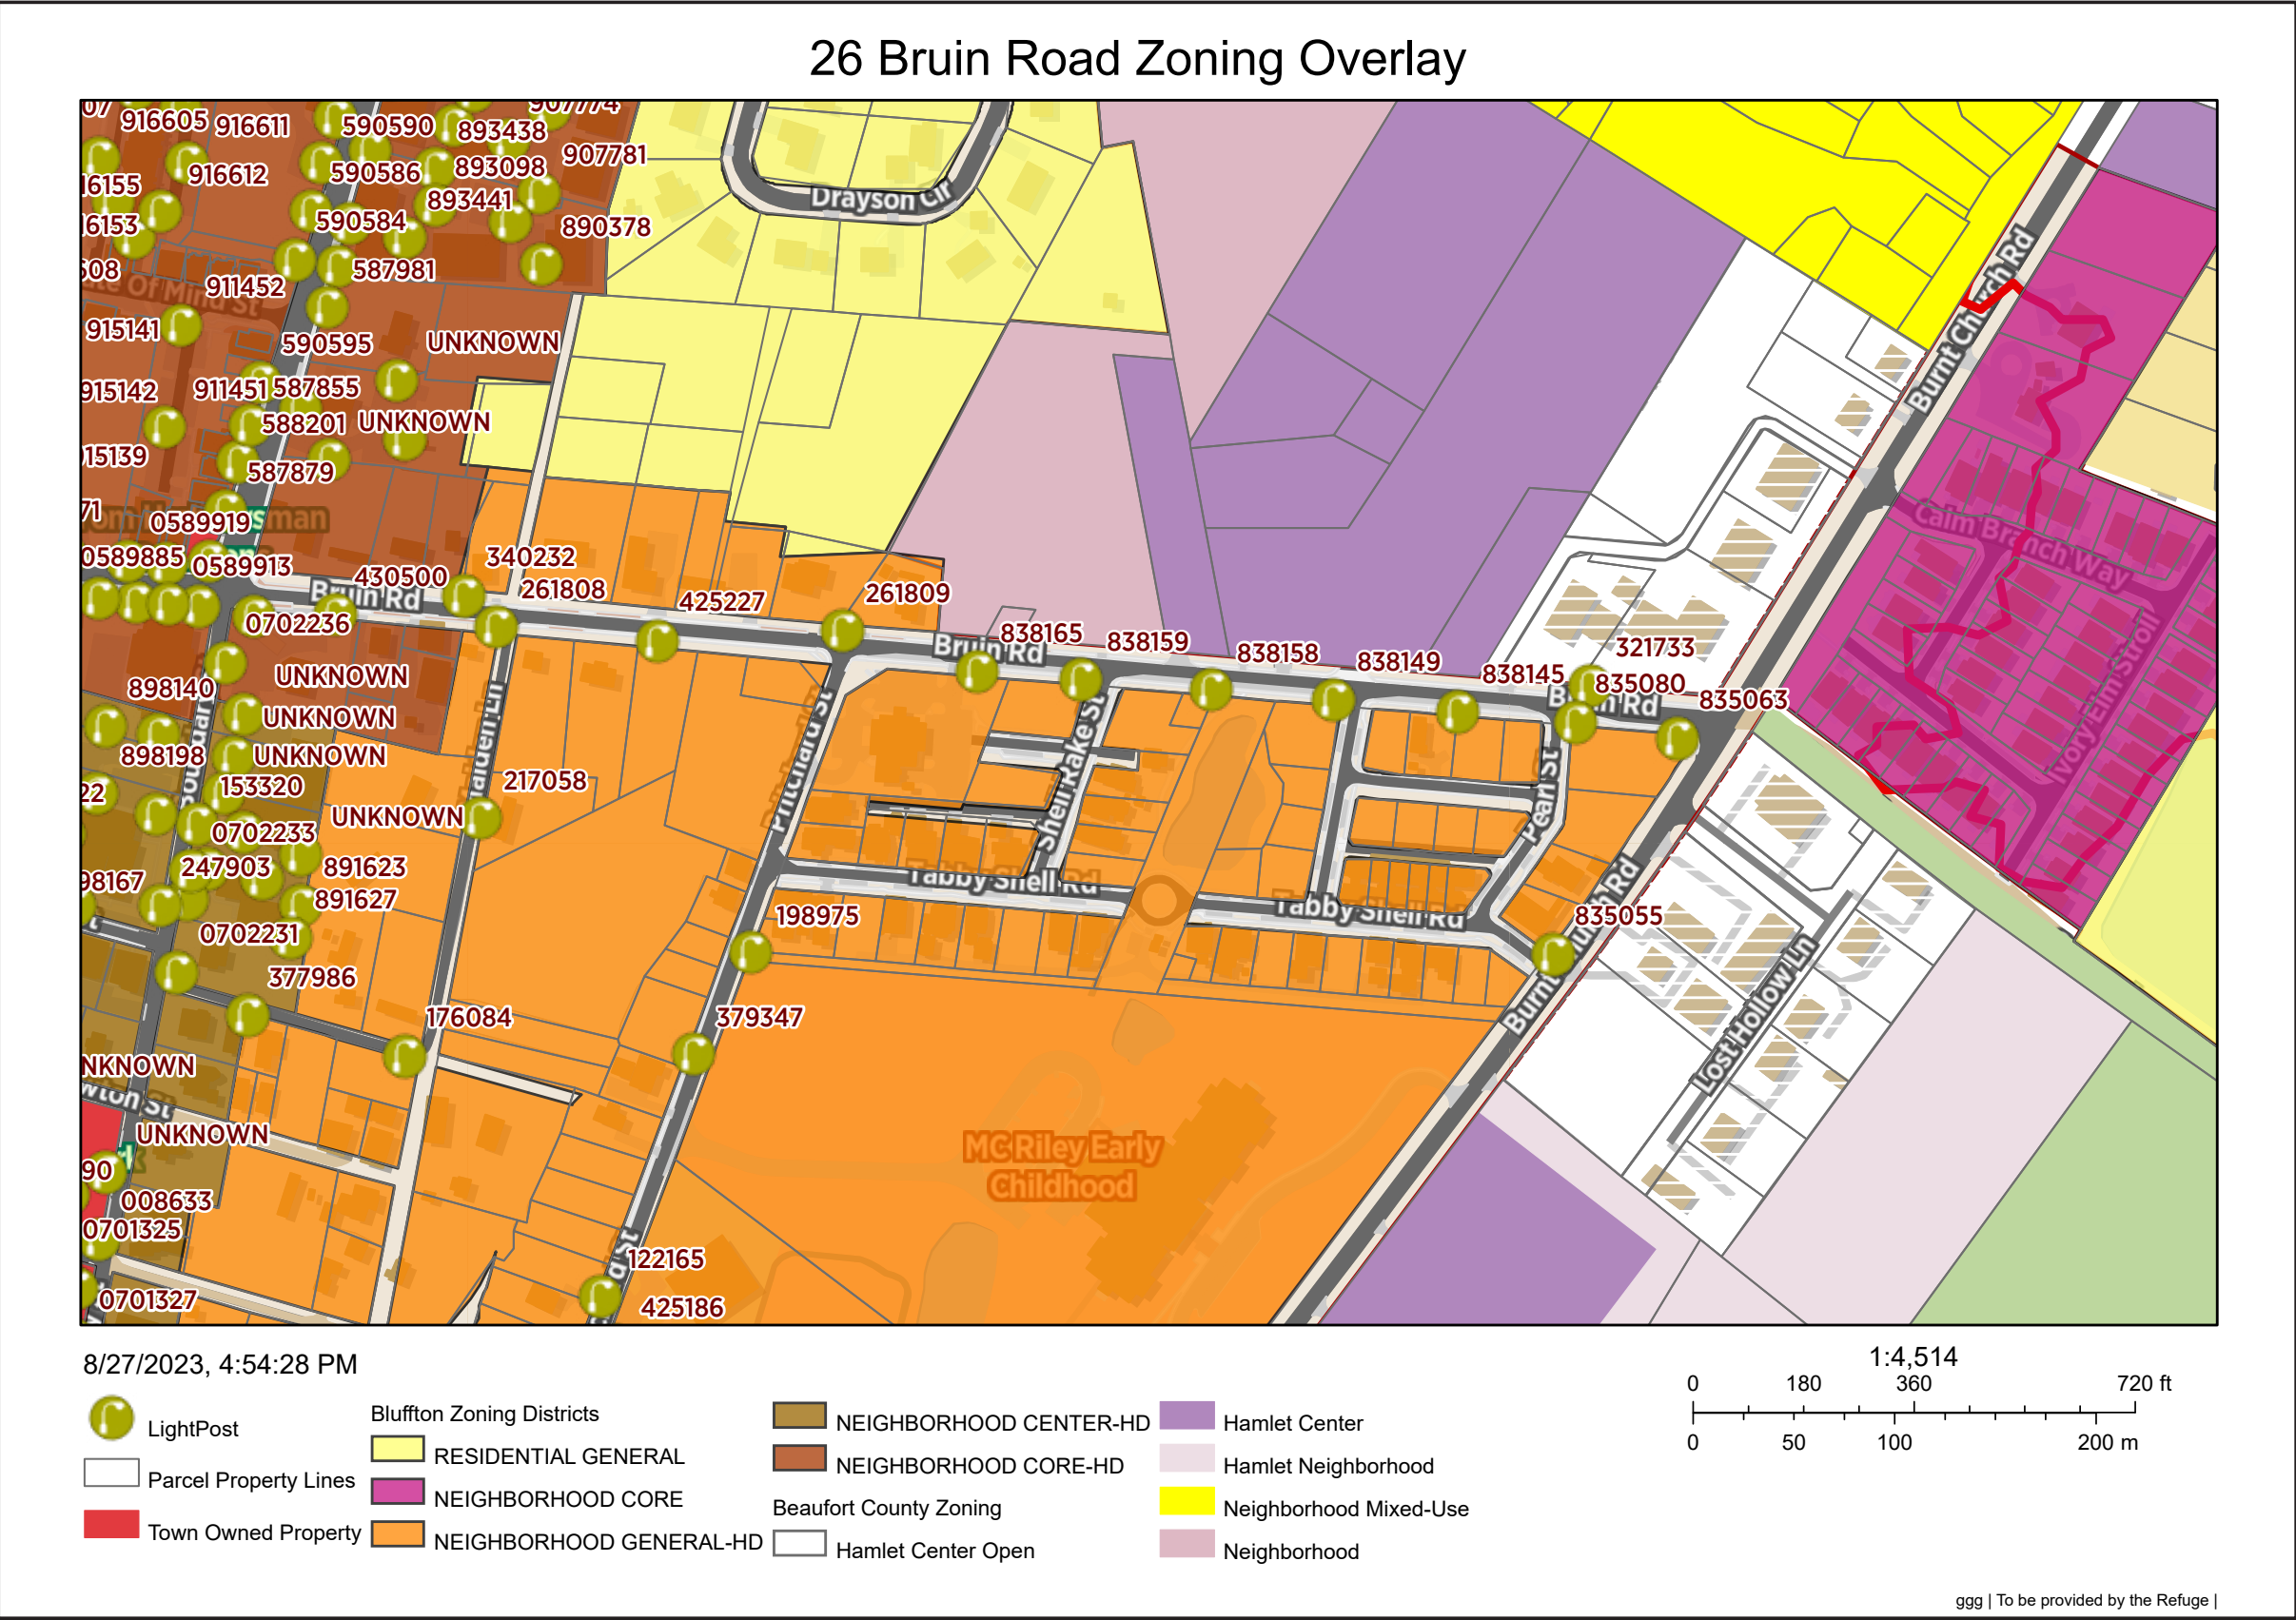 26 Bruin Road Zoning Overlay
07
916605
916611
590590
893438
907774
907781
916612
590586
893098
893441
590584
890378
587981
911452
Drayson Cir
915141
590595
UNKNOWN
915142
911451
587855
588201
UNKNOWN
587879
71
0589919
0589885
0589913
340232
430500
261808
425227
261809
Bruin Rd
0702236
Bruin Rd
838165
838159
838158
838149
838145
321733
835080
835063
Burnt Church Rd
Calm Branch Way
Ivory Elm Stroll
UNKNOWN
898140
UNKNOWN
898198
UNKNOWN
153320
22
217058
UNKNOWN
0702233
247903
891623
98167
891627
0702231
377986
Pritchard St
Shell Rake St
Pearl St
Tabby Shell Rd
Tabby Shell Rd
198975
835055
176084
379347
Lost Hollow Ln
MC Riley Early
Childhood
UNKNOWN
90
008633
0701325
0701327
122165
425186
8/27/2023, 4:54:28 PM
LightPost
Parcel Property Lines
Town Owned Property
Bluffton Zoning Districts
RESIDENTIAL GENERAL
NEIGHBORHOOD CORE
NEIGHBORHOOD GENERAL-HD
NEIGHBORHOOD CENTER-HD
NEIGHBORHOOD CORE-HD
Beaufort County Zoning
Hamlet Center Open
Hamlet Center
Hamlet Neighborhood
Neighborhood Mixed-Use
Neighborhood
1:4,514
0 180 360 720 ft
0 50 100 200 m
ggg | To be provided by the Refuge |